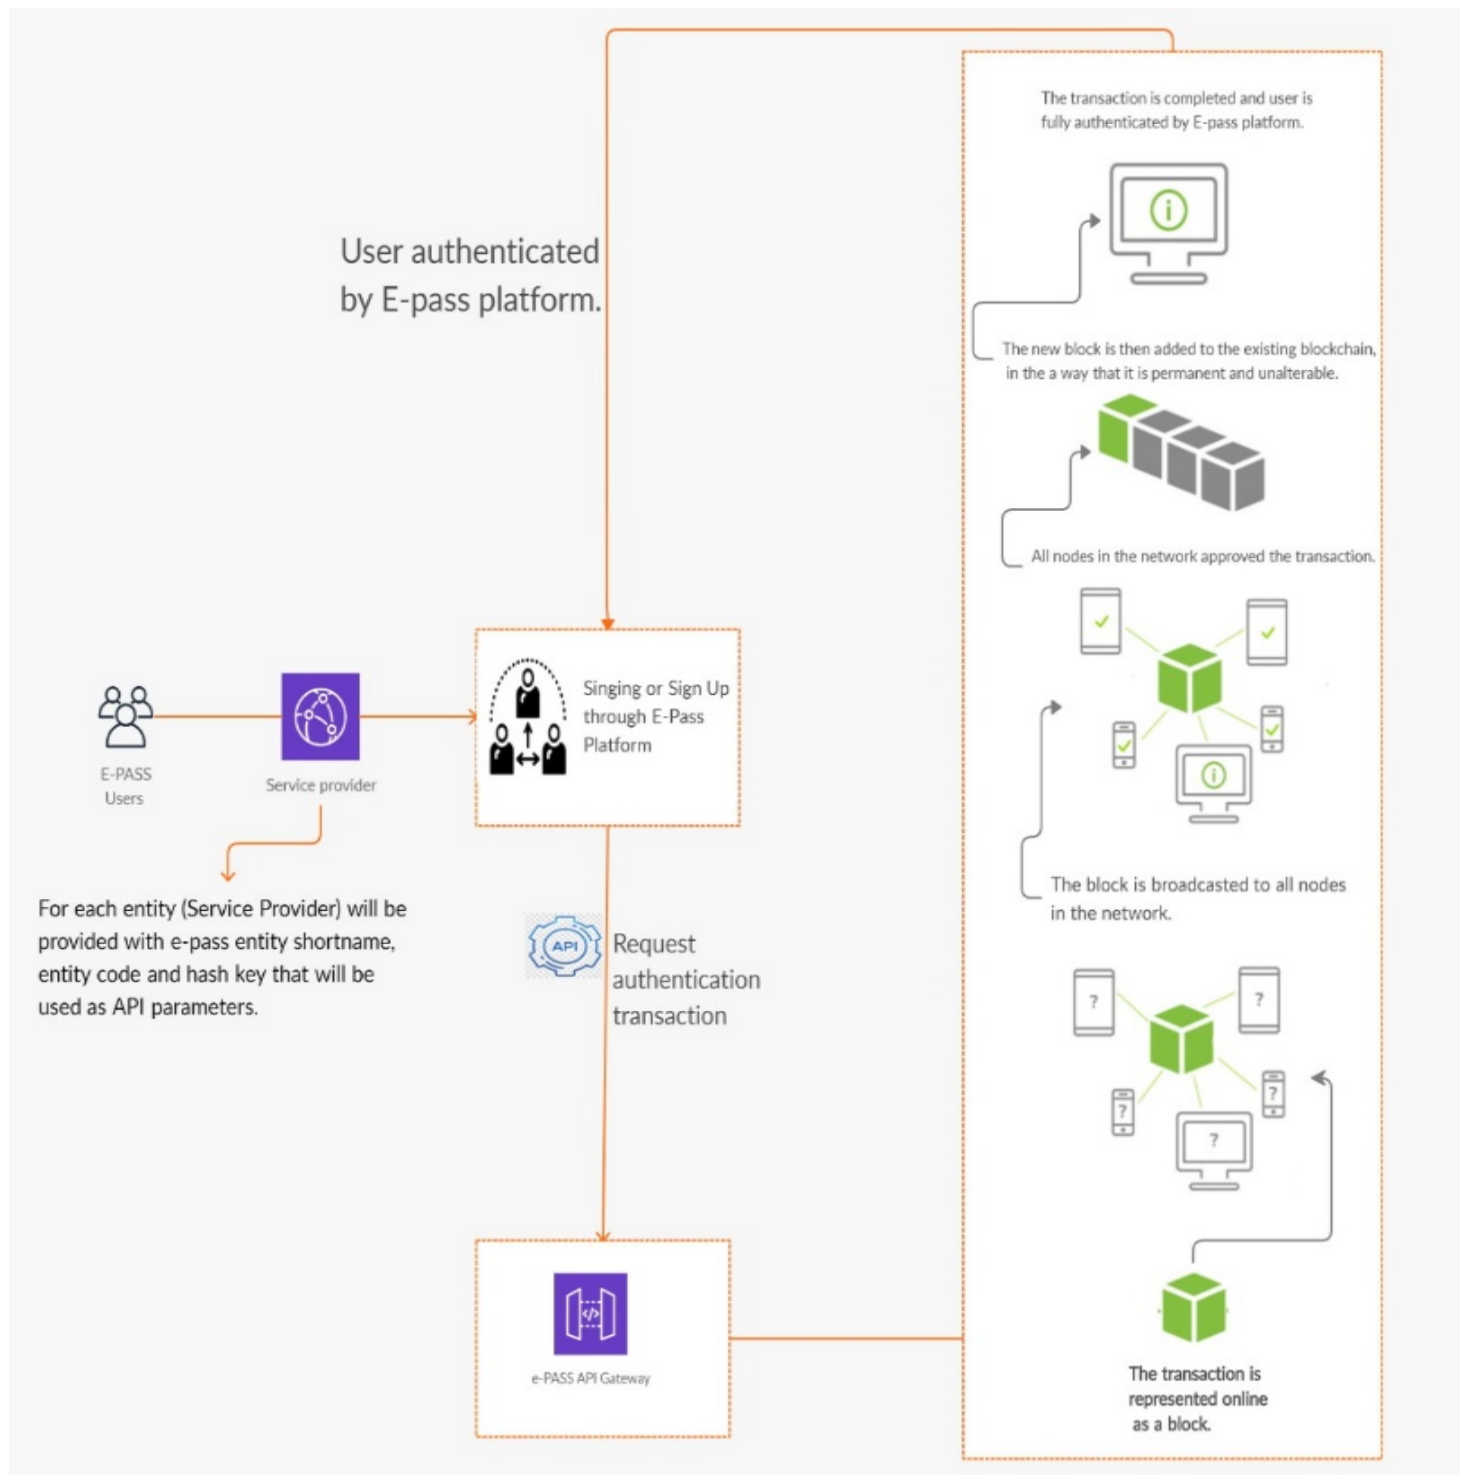 The transaction is completed and user is
fully authenticated by E-pass platform.
User authenticated
by E-pass platform.
The new block is then added to the existing blockchain,
in the a way that it is permanent and unalterable.
All nodes in the network approved the transaction.
Singing or Sign Up
through E-Pass
Platform
E-PASS
Users
Service provider
For each entity (Service Provider) will be
provided with e-pass entity shortname,
entity code and hash key that will be
used as API parameters.
API
Request
authentication
transaction
The block is broadcasted to all nodes
in the network.
?
?
?
?
?
e-PASS API Gateway
The transaction is
represented online
as a block.